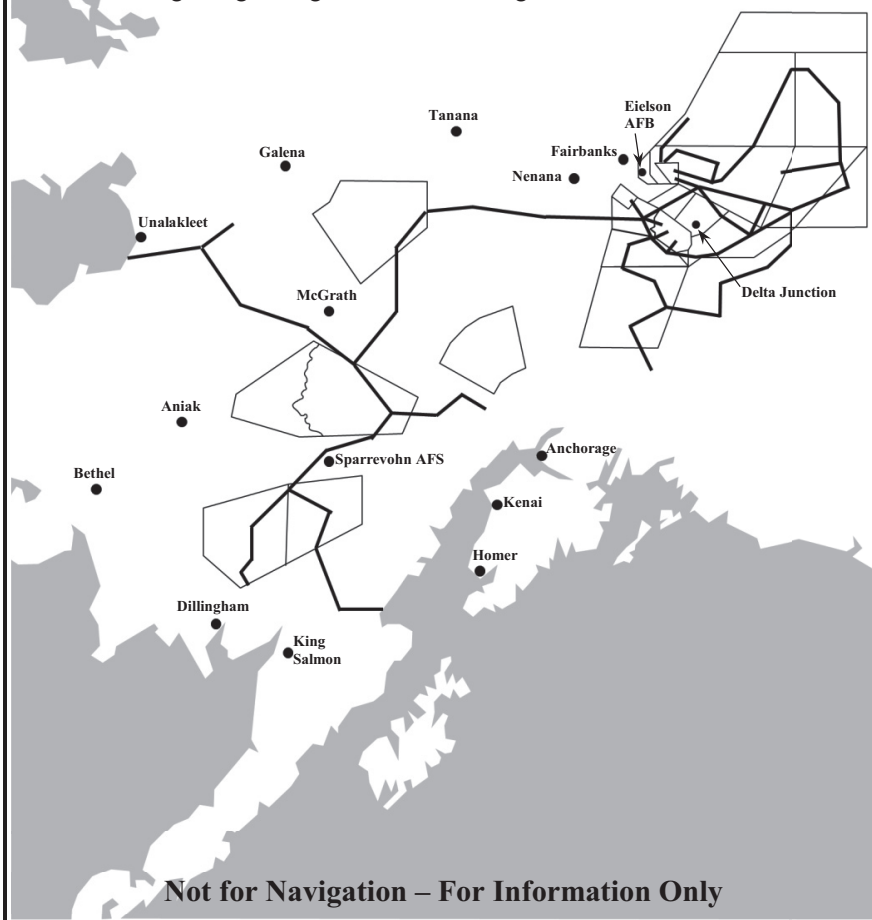 Eielson
AFB
Tanana
Fairbanks
Galena
Nenana
Unalakleet
Delta Junction
McGrath
Aniak
Sparrevohn AFS
Anchorage
Bethel
Kenai
Homer
Dillingham
King
Salmon
Not for Navigation – For Information Only